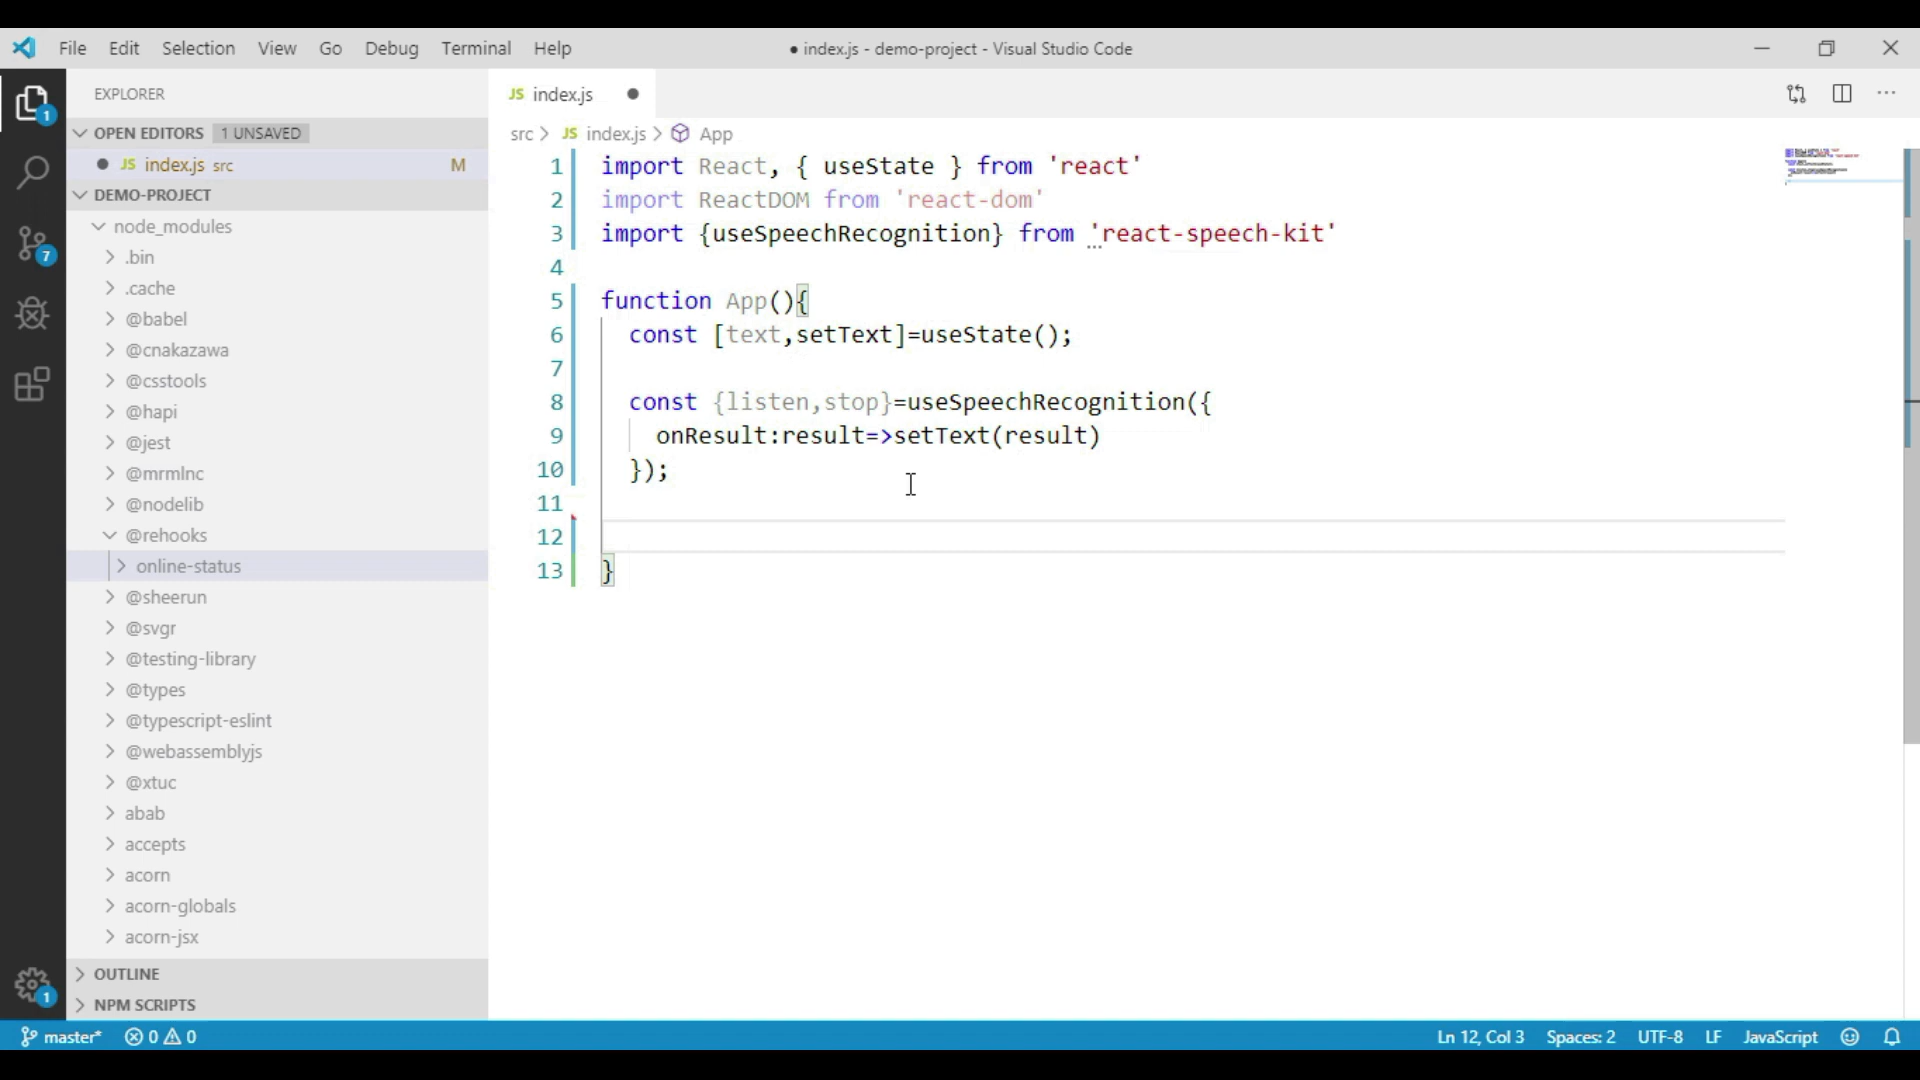 File Edit Selection View Go Debug Terminal Help
● index.js - demo-project - Visual Studio Code
EXPLORER
OPEN EDITORS 1 UNSAVED
● JS index.js src M
DEMO-PROJECT
node_modules
.bin
.cache
@babel
@cnakazawa
@csstools
@hapi
@jest
@mrmlnc
@nodelib
@rehooks
online-status
@sheerun
@svgr
@testing-library
@types
@typescript-eslint
@webassemblyjs
@xtuc
abab
accepts
acorn
acorn-globals
acorn-jsx
OUTLINE
NPM SCRIPTS
1
7
1
JS index.js ●
src > JS index.js > App
1 import React, { useState } from 'react'
2 import ReactDOM from 'react-dom'
3 import {useSpeechRecognition} from 'react-speech-kit'
4
5 function App(){
6 const [text,setText]=useState();
7
8 const {listen,stop}=useSpeechRecognition({
9 onResult:result=>setText(result)
10 });
11
12
13 }
master* 0 0
Ln 12, Col 3 Spaces: 2 UTF-8 LF JavaScript